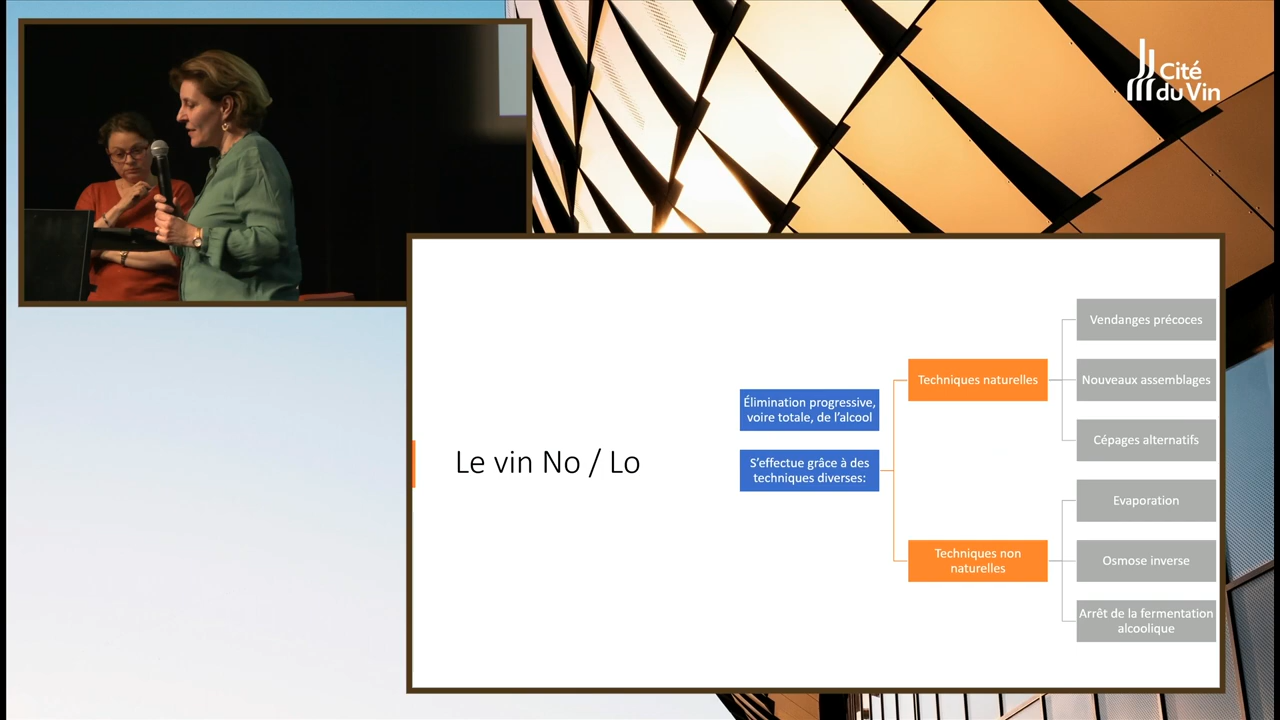 Cité
du Vin
Le vin No / Lo
Élimination progressive,
voire totale, de l'alcool
S'effectue grâce à des
techniques diverses:
Techniques naturelles
Vendanges précoces
Nouveaux assemblages
Cépages alternatifs
Techniques non
naturelles
Evaporation
Osmose inverse
Arrêt de la fermentation
alcoolique